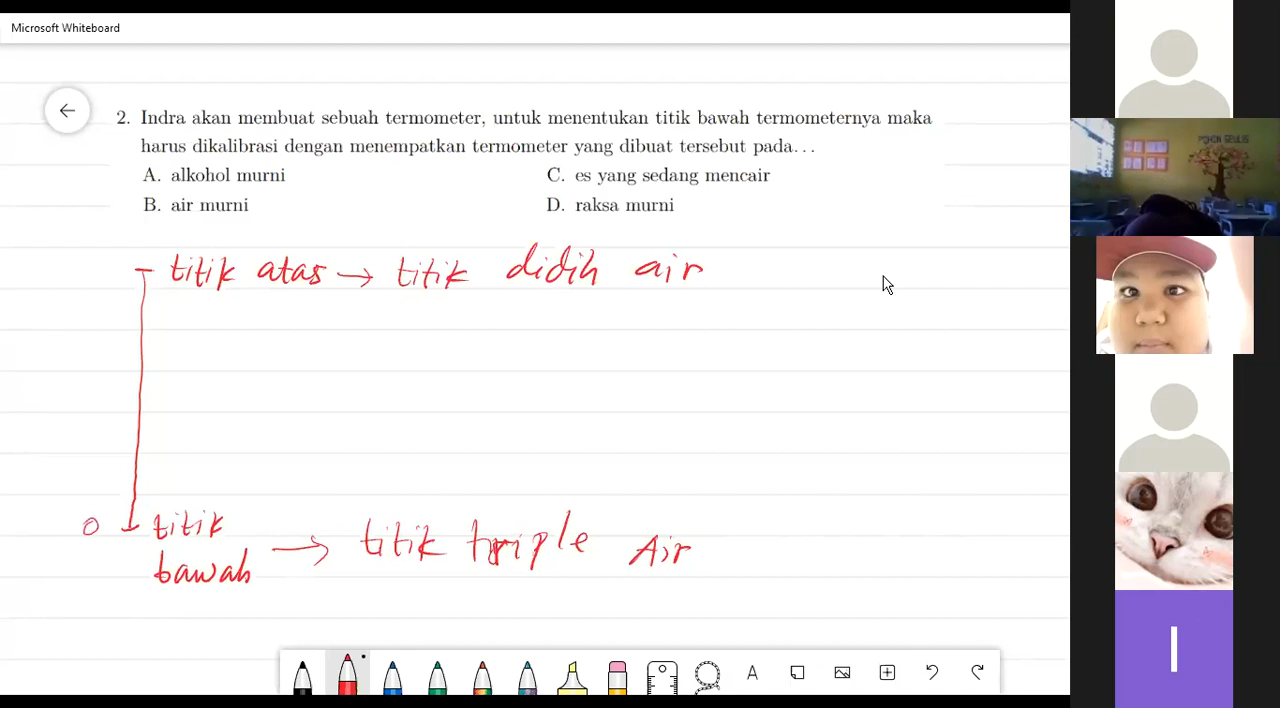 Microsoft Whiteboard
2. Indra akan membuat sebuah termometer, untuk menentukan titik bawah termometernya maka
harus dikalibrasi dengan menempatkan termometer yang dibuat tersebut pada...
A. alkohol murni
C. es yang sedang mencair
B. air murni
D. raksa murni
titik atas → titik didih air
0 titik
bawah → titik triple Air
A
I
POHON GEULIS